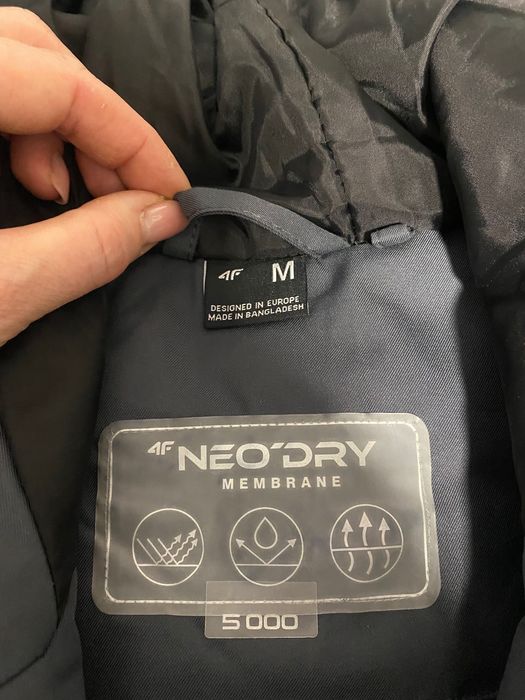 4F M
DESIGNED IN EUROPE
MADE IN BANGLADESH
4F NEO'DRY
MEMBRANE
5 000